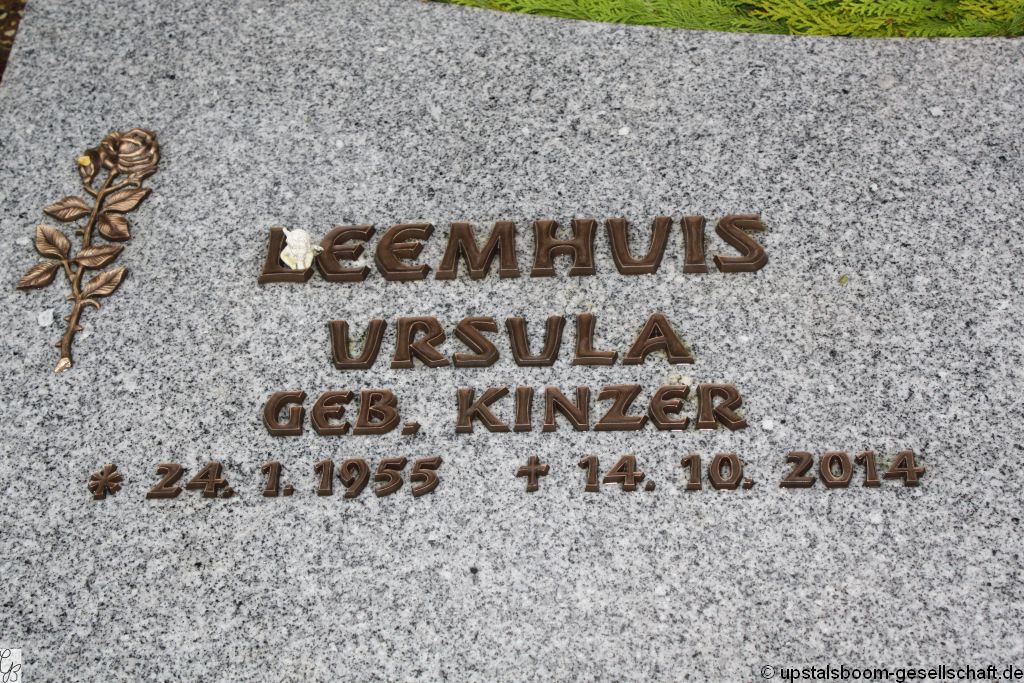 LEEMHUIS
URSULA
GEB. KINZER
* 24. 1. 1955 ✝ 14. 10. 2014
© upstalsboom-gesellschaft.de